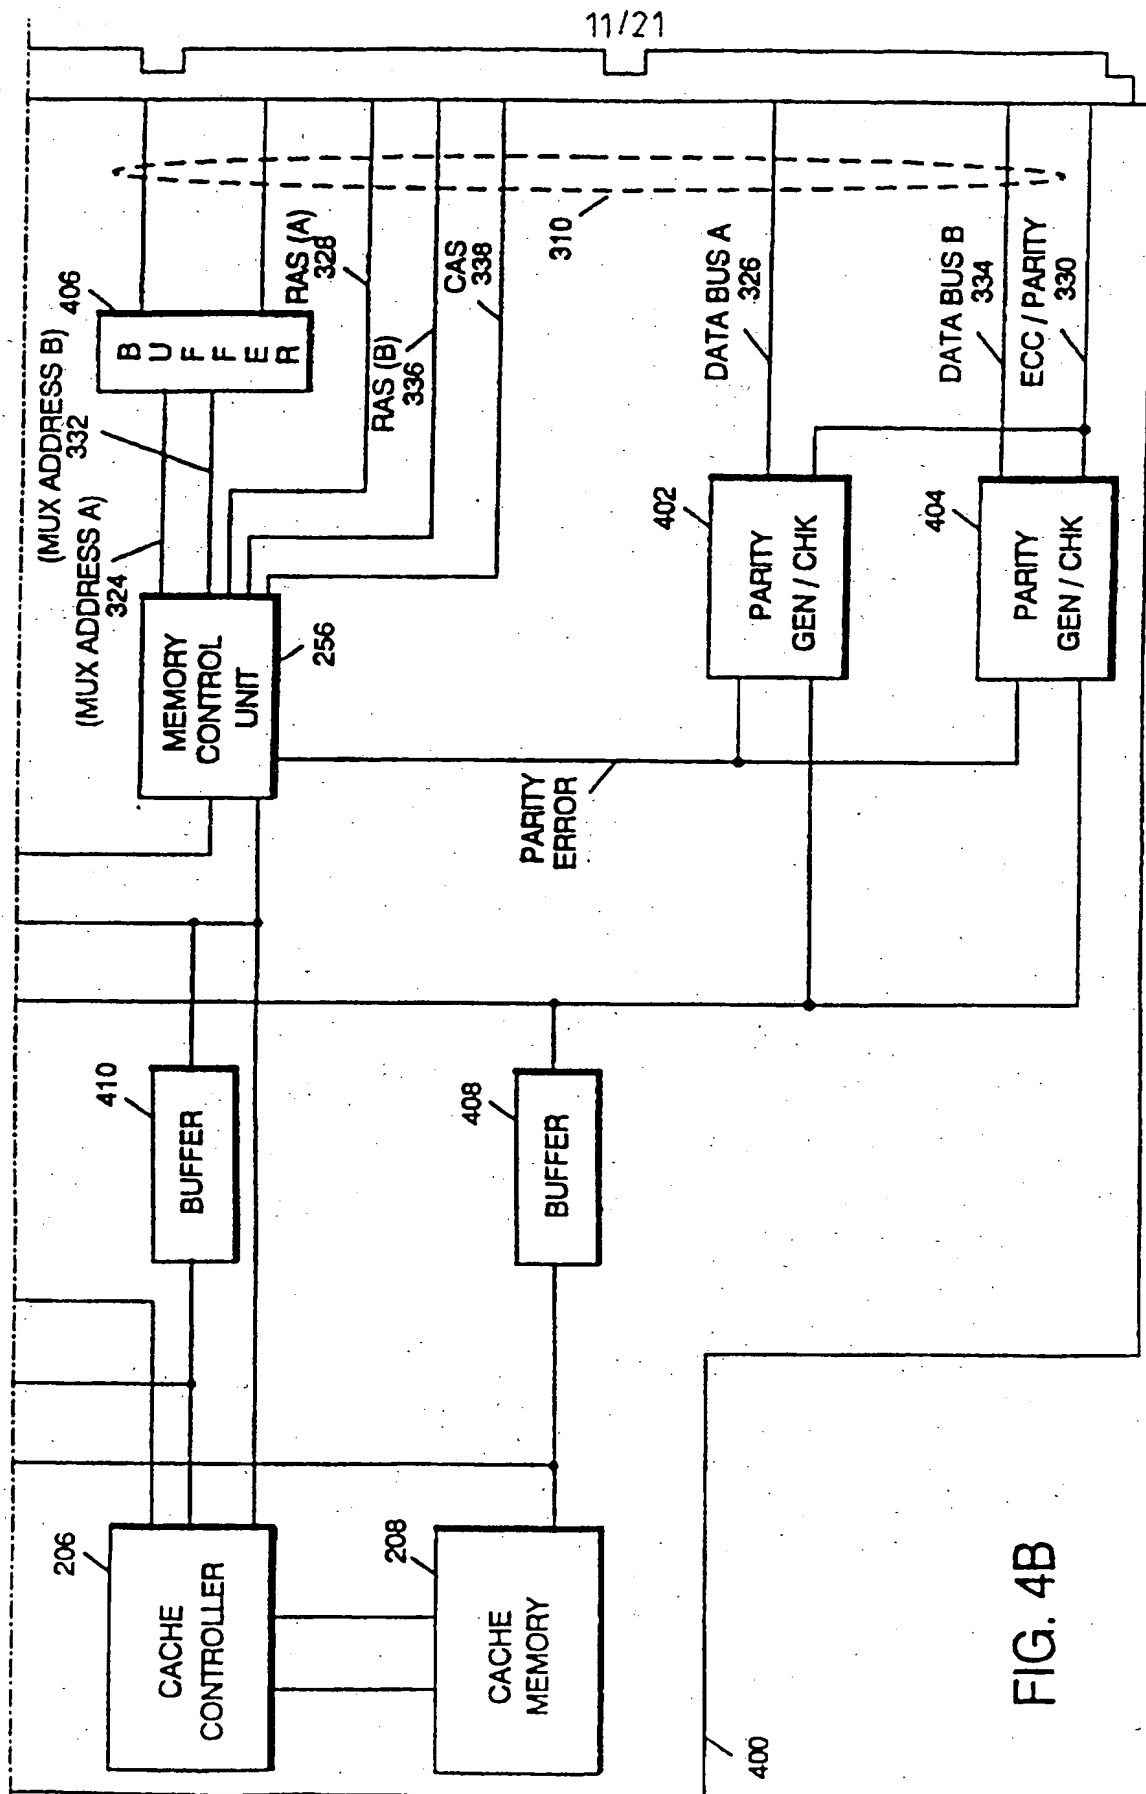 11/21
(MUX ADDRESS B)
332
406
BUFFER
(MUX ADDRESS A)
324
RAS (A)
328
RAS (B)
336
CAS
338
310
MEMORY
CONTROL
UNIT
256
DATA BUS A
326
DATA BUS B
334
ECC / PARITY
330
402
PARITY
GEN / CHK
404
PARITY
GEN / CHK
PARITY
ERROR
410
BUFFER
408
BUFFER
206
CACHE
CONTROLLER
208
CACHE
MEMORY
400
FIG. 4B